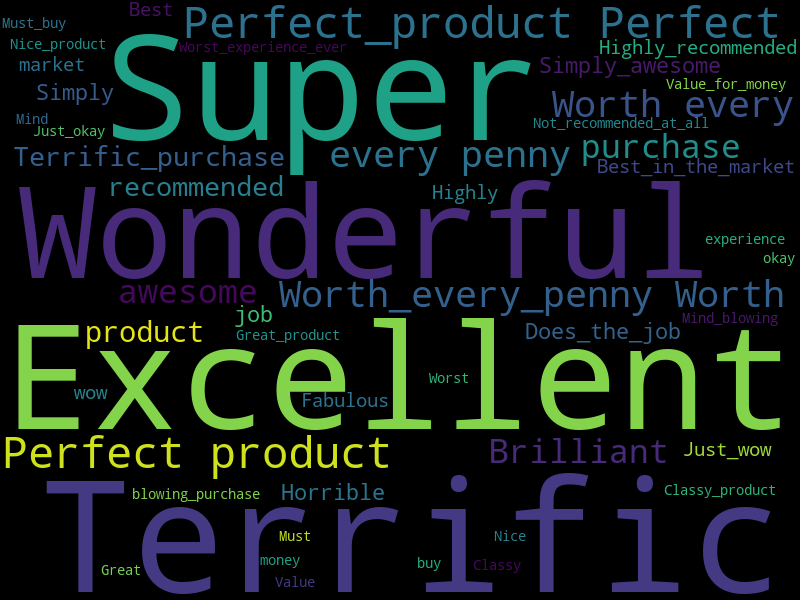 Best
Must_buy
Perfect_product Perfect
Nice_product
Worst_experience_ever
Highly_recommended
Super
market
Simply_awesome
Value_for_money
Simply
Worth every
Mind
Just_okay
Not_recommended_at_all
Terrific_purchase
every penny
purchase
Best_in_the_market
recommended
Highly
Wonderful
experience
okay
awesome
Worth_every_penny Worth
job
Mind_blowing
product
Great_product
Does_the_job
Excellent
Worst
wow
Fabulous
Perfect product
Brilliant
Just_wow
blowing_purchase
Horrible
Classy_product
Terrific
Must
Nice
money
buy
Classy
Great
Value